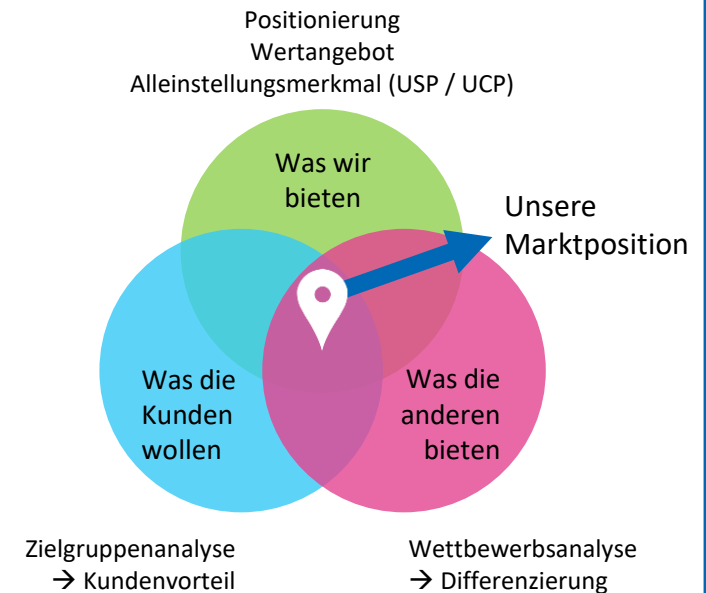 Positionierung
Wertangebot
Alleinstellungsmerkmal (USP / UCP)
Was wir
bieten
Unsere
Marktposition
Was die
Kunden
wollen
Was die
anderen
bieten
Zielgruppenanalyse
→ Kundenvorteil
Wettbewerbsanalyse
→ Differenzierung